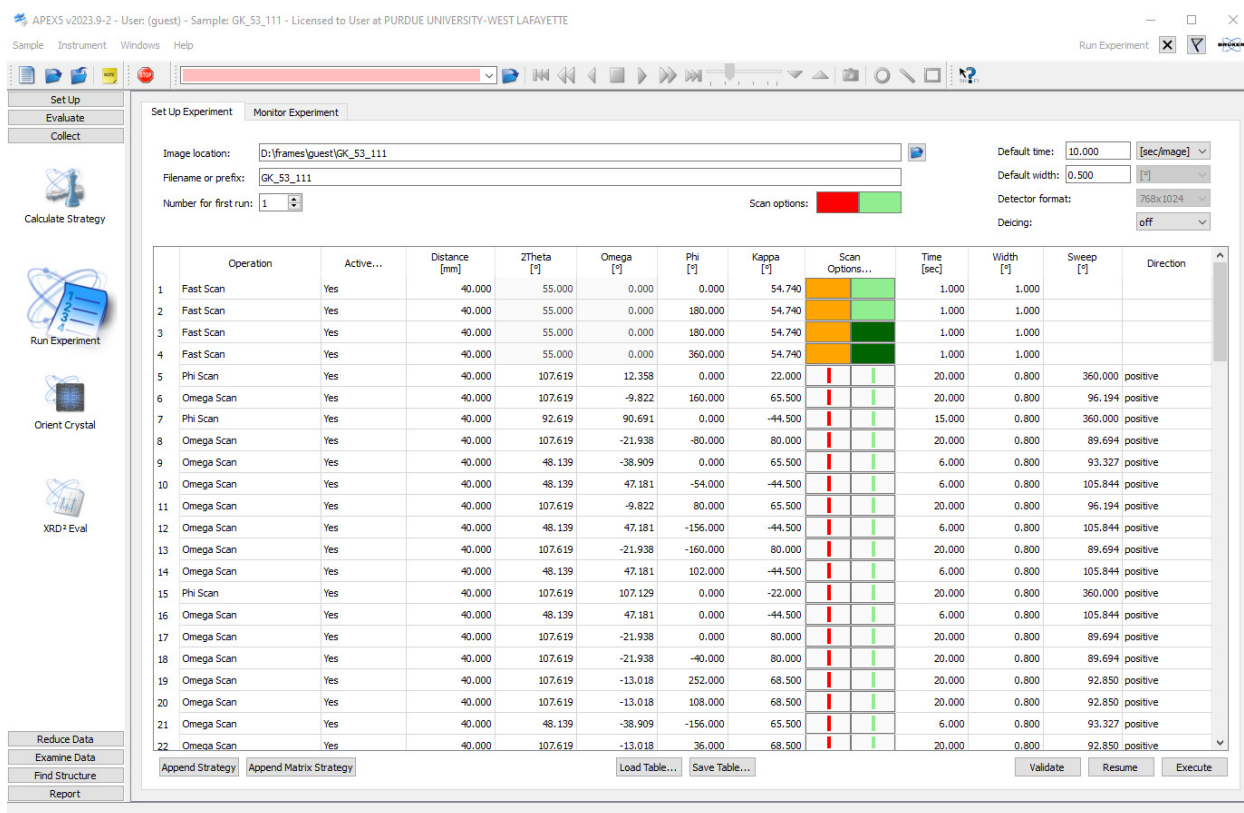 APEX5 v2023.9-2 - User: (guest) - Sample: GK_53_111 - Licensed to User at PURDUE UNIVERSITY-WEST LAFAYETTE
Sample Instrument Windows Help Run Experiment BRUKER
NOTE STOP
Set Up
Evaluate
Collect
Calculate Strategy
Run Experiment
Orient Crystal
XRD² Eval
Reduce Data
Examine Data
Find Structure
Report
Set Up Experiment Monitor Experiment
Image location: D:\frames\guest\GK_53_111 Default time: 10.000 [sec/image]
Filename or prefix: GK_53_111 Default width: 0.500 [°]
Number for first run: 1 Scan options: Detector format: 768x1024
Deicing: off
Operation Active... Distance [mm] 2Theta [°] Omega [°] Phi [°] Kappa [°] Scan Options... Time [sec] Width [°] Sweep [°] Direction
1 Fast Scan Yes 40.000 55.000 0.000 0.000 54.740 1.000 1.000
2 Fast Scan Yes 40.000 55.000 0.000 180.000 54.740 1.000 1.000
3 Fast Scan Yes 40.000 55.000 0.000 180.000 54.740 1.000 1.000
4 Fast Scan Yes 40.000 55.000 0.000 360.000 54.740 1.000 1.000
5 Phi Scan Yes 40.000 107.619 12.358 0.000 22.000 20.000 0.800 360.000 positive
6 Omega Scan Yes 40.000 107.619 -9.822 160.000 65.500 20.000 0.800 96.194 positive
7 Phi Scan Yes 40.000 92.619 90.691 0.000 -44.500 15.000 0.800 360.000 positive
8 Omega Scan Yes 40.000 107.619 -21.938 -80.000 80.000 20.000 0.800 89.694 positive
9 Omega Scan Yes 40.000 48.139 -38.909 0.000 65.500 6.000 0.800 93.327 positive
10 Omega Scan Yes 40.000 48.139 47.181 -54.000 -44.500 6.000 0.800 105.844 positive
11 Omega Scan Yes 40.000 107.619 -9.822 80.000 65.500 20.000 0.800 96.194 positive
12 Omega Scan Yes 40.000 48.139 47.181 -156.000 -44.500 6.000 0.800 105.844 positive
13 Omega Scan Yes 40.000 107.619 -21.938 -160.000 80.000 20.000 0.800 89.694 positive
14 Omega Scan Yes 40.000 48.139 47.181 102.000 -44.500 6.000 0.800 105.844 positive
15 Phi Scan Yes 40.000 107.619 107.129 0.000 -22.000 20.000 0.800 360.000 positive
16 Omega Scan Yes 40.000 48.139 47.181 0.000 -44.500 6.000 0.800 105.844 positive
17 Omega Scan Yes 40.000 107.619 -21.938 0.000 80.000 20.000 0.800 89.694 positive
18 Omega Scan Yes 40.000 107.619 -21.938 -40.000 80.000 20.000 0.800 89.694 positive
19 Omega Scan Yes 40.000 107.619 -13.018 252.000 68.500 20.000 0.800 92.850 positive
20 Omega Scan Yes 40.000 107.619 -13.018 108.000 68.500 20.000 0.800 92.850 positive
21 Omega Scan Yes 40.000 48.139 -38.909 -156.000 65.500 6.000 0.800 93.327 positive
22 Omega Scan Yes 40.000 107.619 -13.018 36.000 68.500 20.000 0.800 92.850 positive
Append Strategy Append Matrix Strategy Load Table... Save Table... Validate Resume Execute